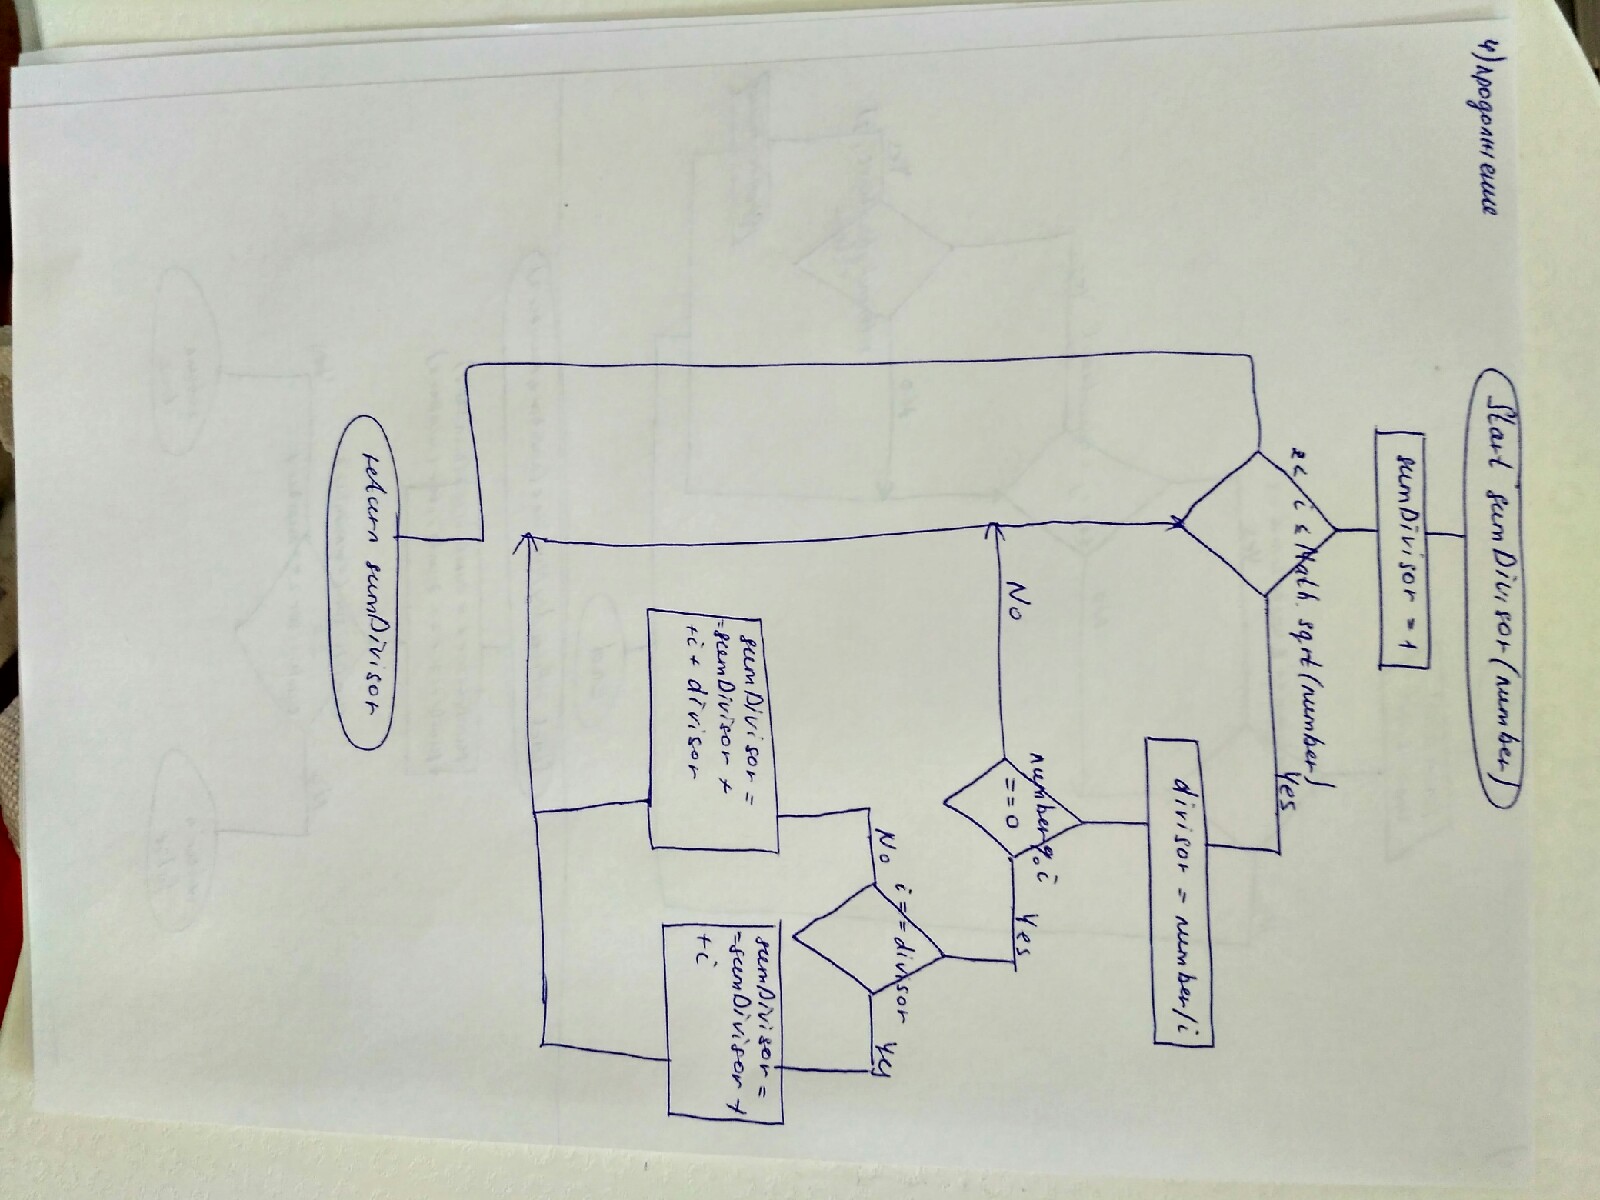 4) продолжение
Start sumDivisor(number)
sumDivisor = 1
2 < i ≤ Math. sqrt(number)
Yes
divisor = number/i
number % i
== 0
Yes
No
i == divisor
No
Yes
sumDivisor =
=sumDivisor +
+i + divisor
sumDivisor =
=sumDivisor +
+i
return sumDivisor